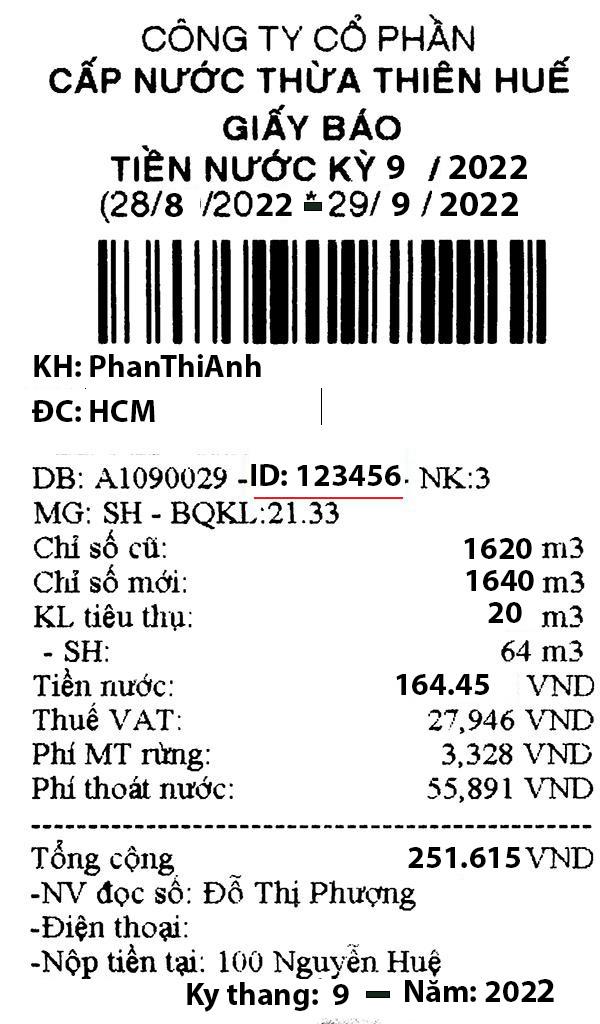 CÔNG TY CỔ PHẦN
CẤP NƯỚC THỪA THIÊN HUẾ
GIẤY BÁO
TIỀN NƯỚC KỲ 9 / 2022
(28/8 /2022 * 29/ 9 / 2022
KH: PhanThiAnh
ĐC: HCM
DB: A1090029 -ID: 123456. NK:3
MG: SH - BQKL:21.33
Chỉ số cũ: 1620 m3
Chỉ số mới: 1640 m3
KL tiêu thụ: 20 m3
- SH: 64 m3
Tiền nước: 164.45 VND
Thuế VAT: 27,946 VND
Phí MT rừng: 3,328 VND
Phí thoát nước: 55,891 VND
Tổng cộng 251.615 VND
-NV đọc số: Đỗ Thị Phượng
-Điện thoại:
-Nộp tiền tại: 100 Nguyễn Huệ
Ky thang: 9 – Năm: 2022